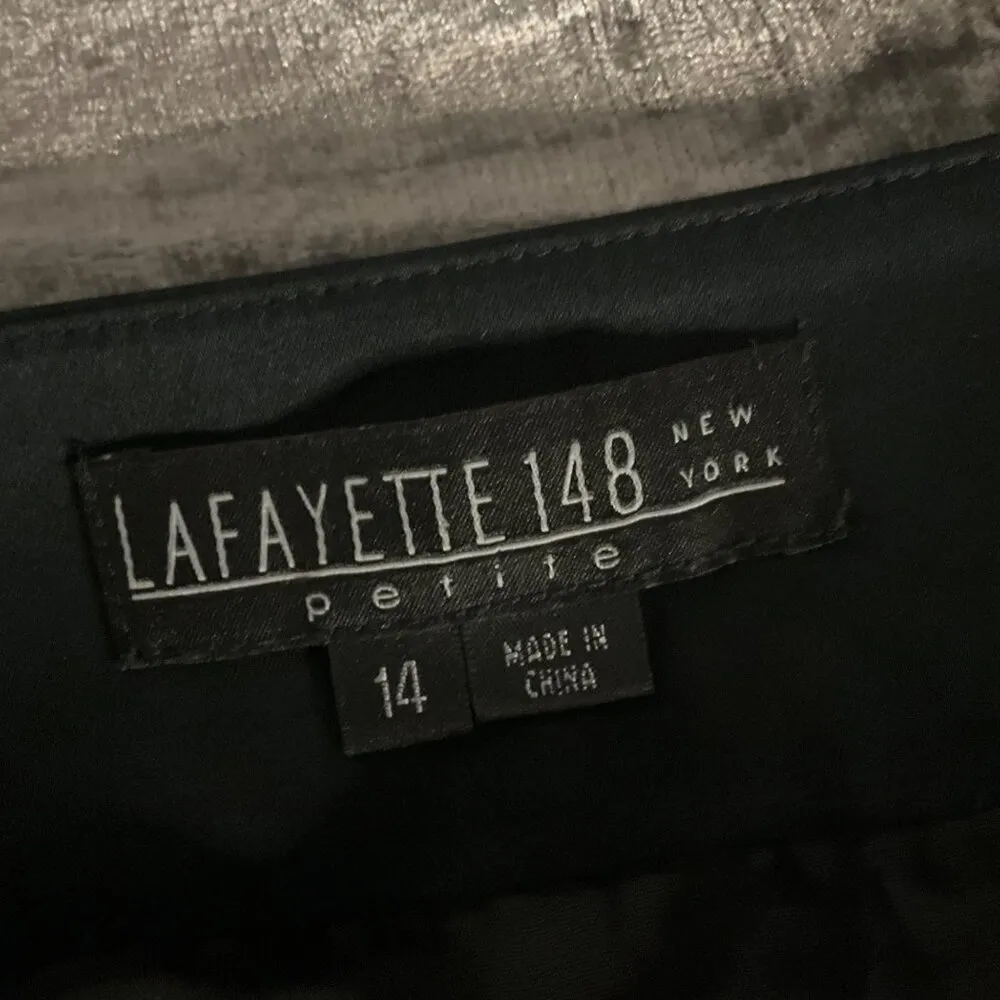 LAFAYETTE 148 NEW YORK
petite
14
MADE IN
CHINA